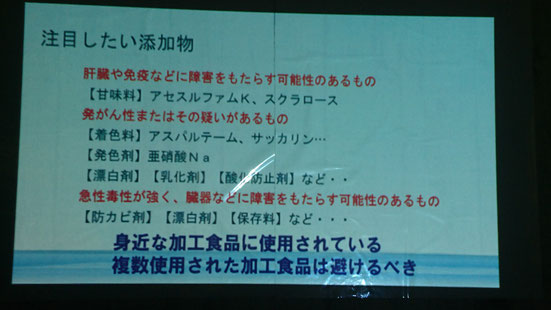 注目したい添加物
肝臓や免疫などに障害をもたらす可能性のあるもの
【甘味料】アセスルファムK、スクラロース
発がん性またはその疑いがあるもの
【着色料】アスパルテーム、サッカリン…
【発色剤】亜硝酸Na
【漂白剤】【乳化剤】【酸化防止剤】など・・
急性毒性が強く、臓器などに障害をもたらす可能性のあるもの
【防カビ剤】【漂白剤】【保存料】など・・・
身近な加工食品に使用されている
複数使用された加工食品は避けるべき